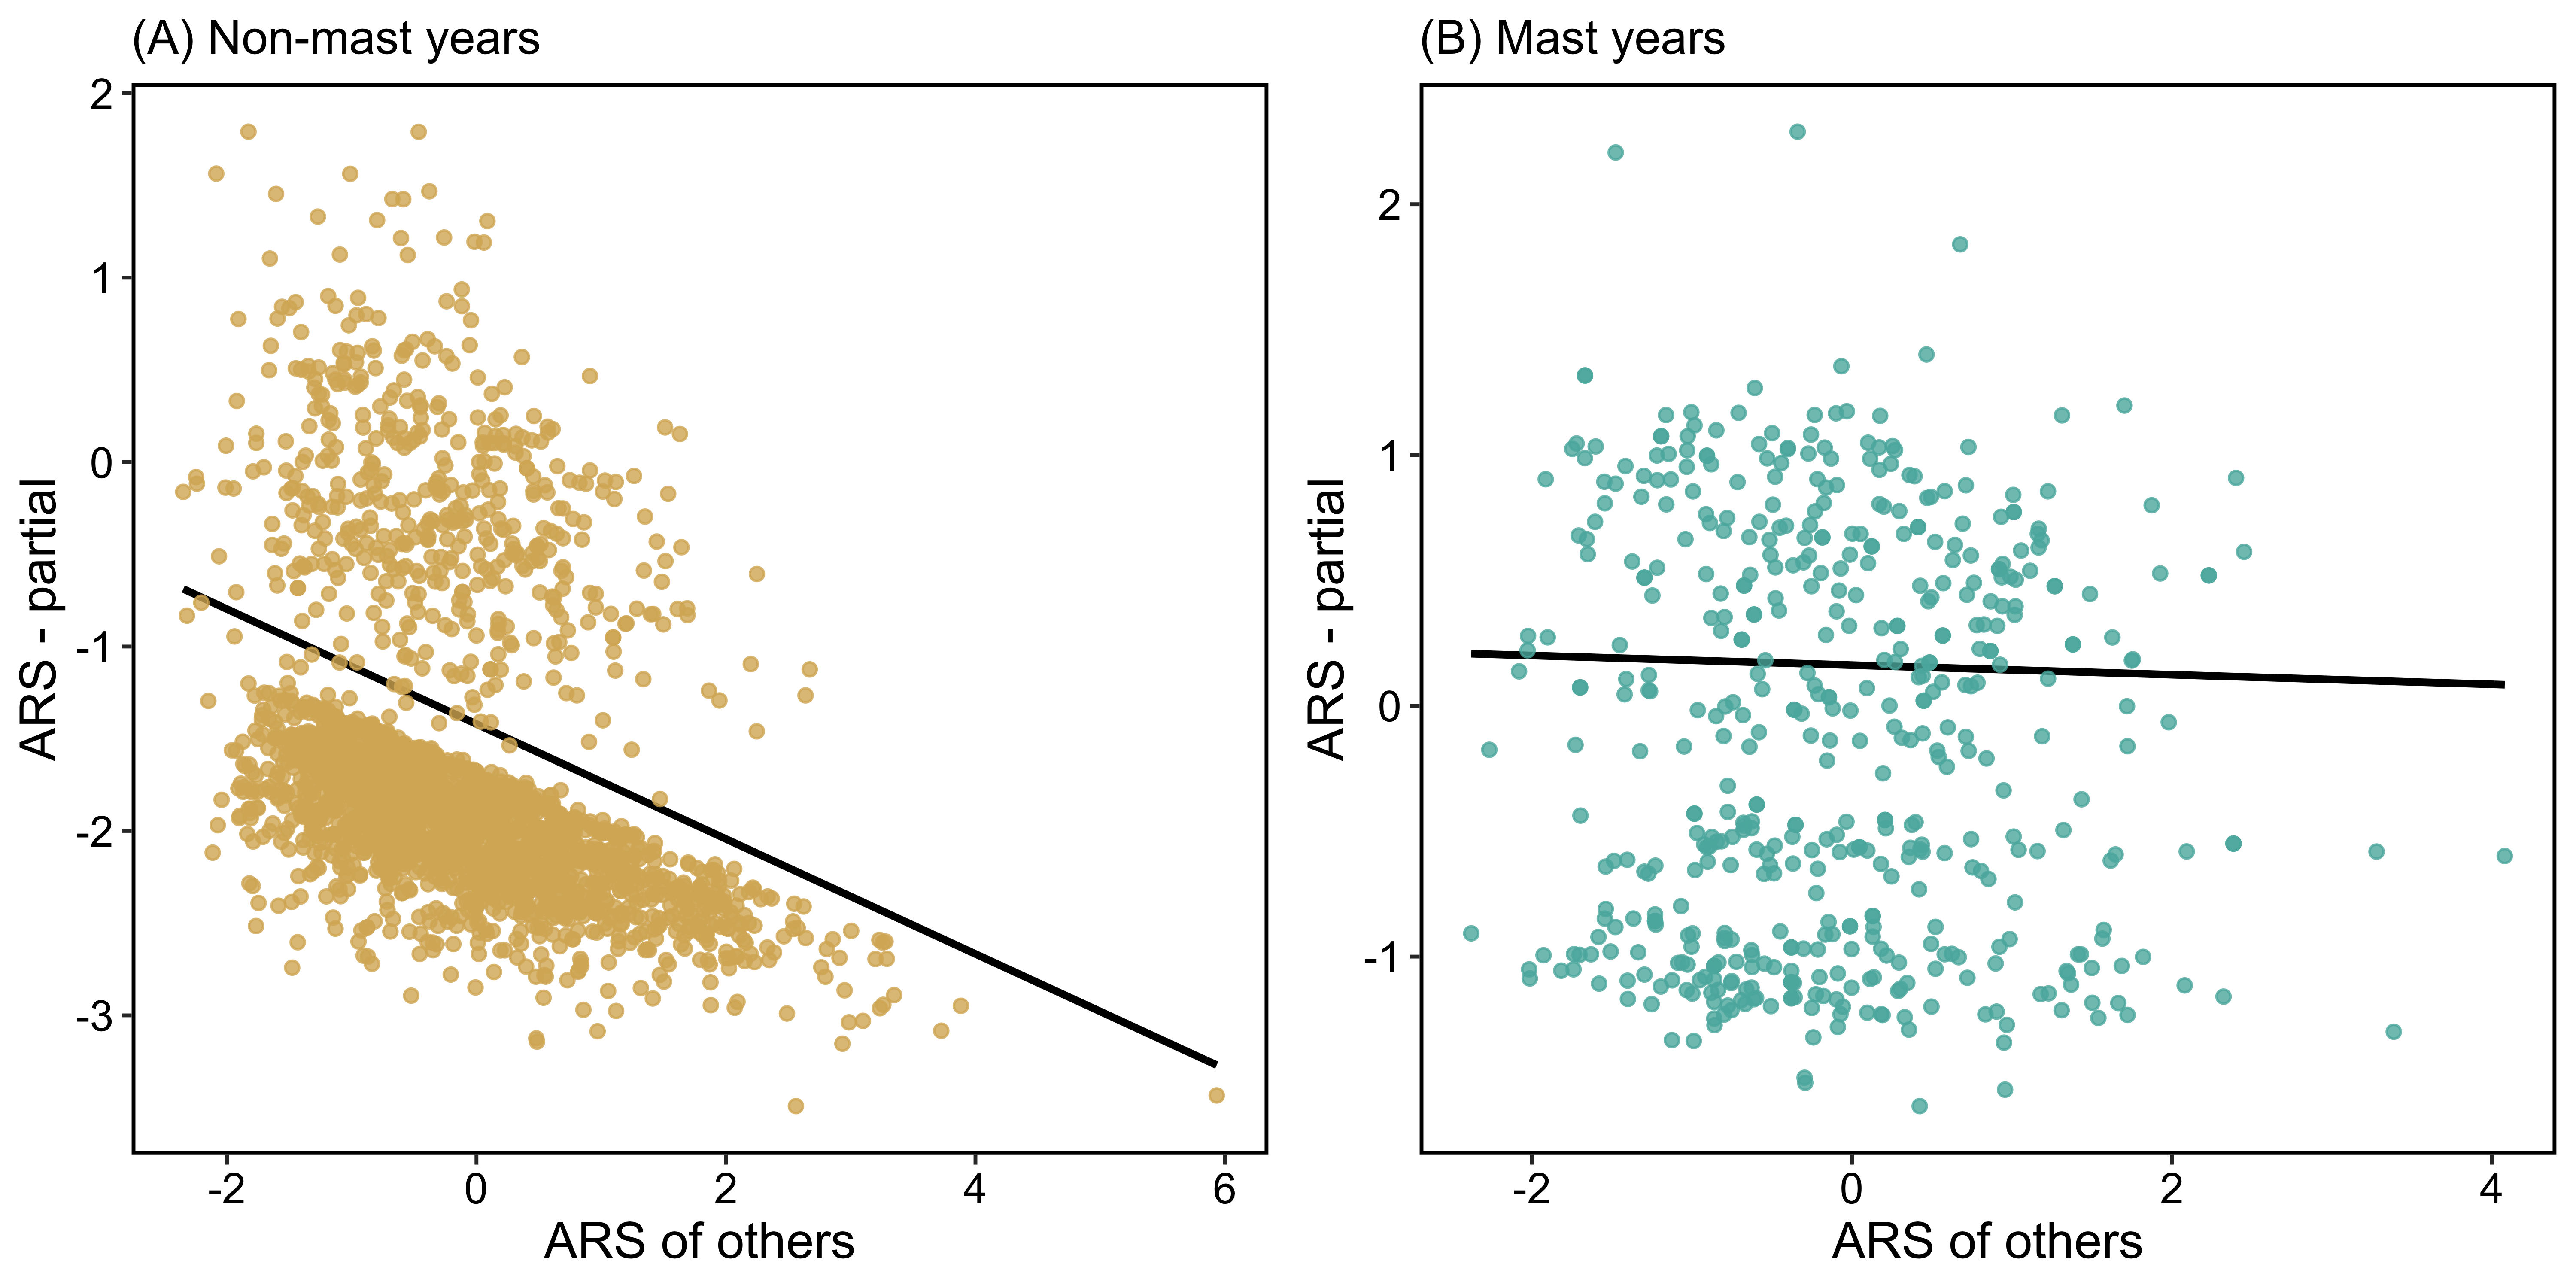 (A) Non-mast years
ARS - partial
2
1
0
-1
-2
-3
-2 0 2 4 6
ARS of others
(B) Mast years
ARS - partial
2
1
0
-1
-2 0 2 4
ARS of others